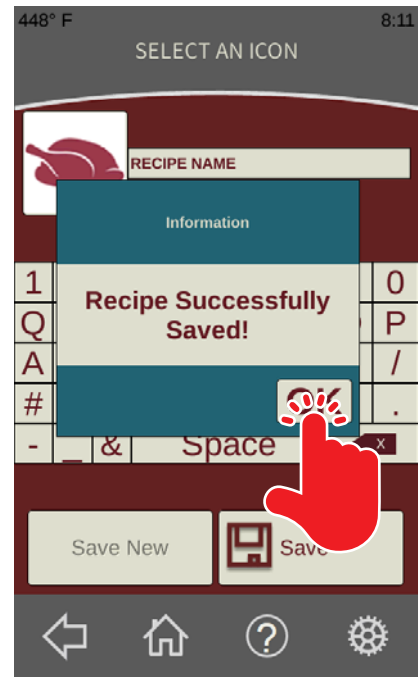 448° F 8:11
SELECT AN ICON
RECIPE NAME
Information
Recipe Successfully
Saved!
1 0
Q P
A /
# .
OK
- _ & Space X
Save New Save
?